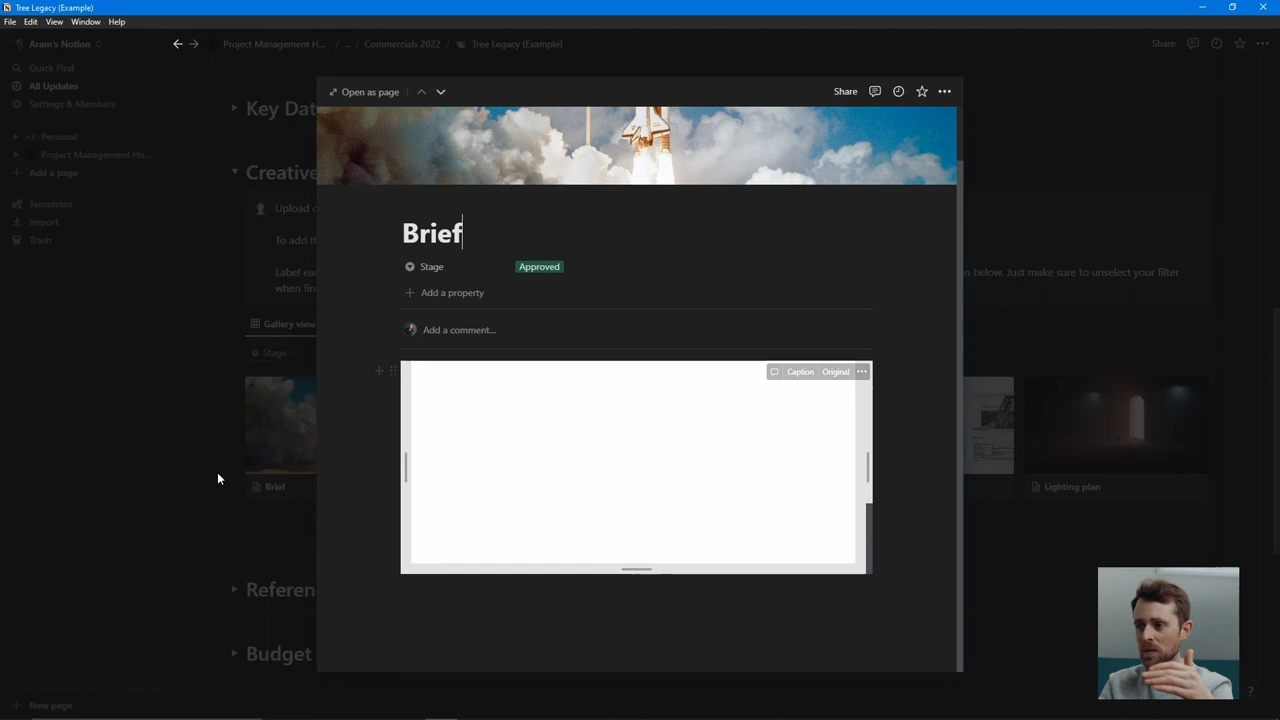 Tree Legacy (Example)
File Edit View Window Help
Aram's Notion
Project Management H... / ... / Commercials 2022 / Tree Legacy (Example)
Share
Quick Find
All Updates
Settings & Members
Personal
Project Management Ho...
Add a page
Templates
Import
Trash
New page
Key Dat
Creative
Upload c
To add th
Label eac
n below. Just make sure to unselect your filter
when fin
Gallery view
Stage
Brief
Lighting plan
Referen
Budget
Open as page
Share
Brief
Stage Approved
Add a property
Add a comment...
Caption Original
?